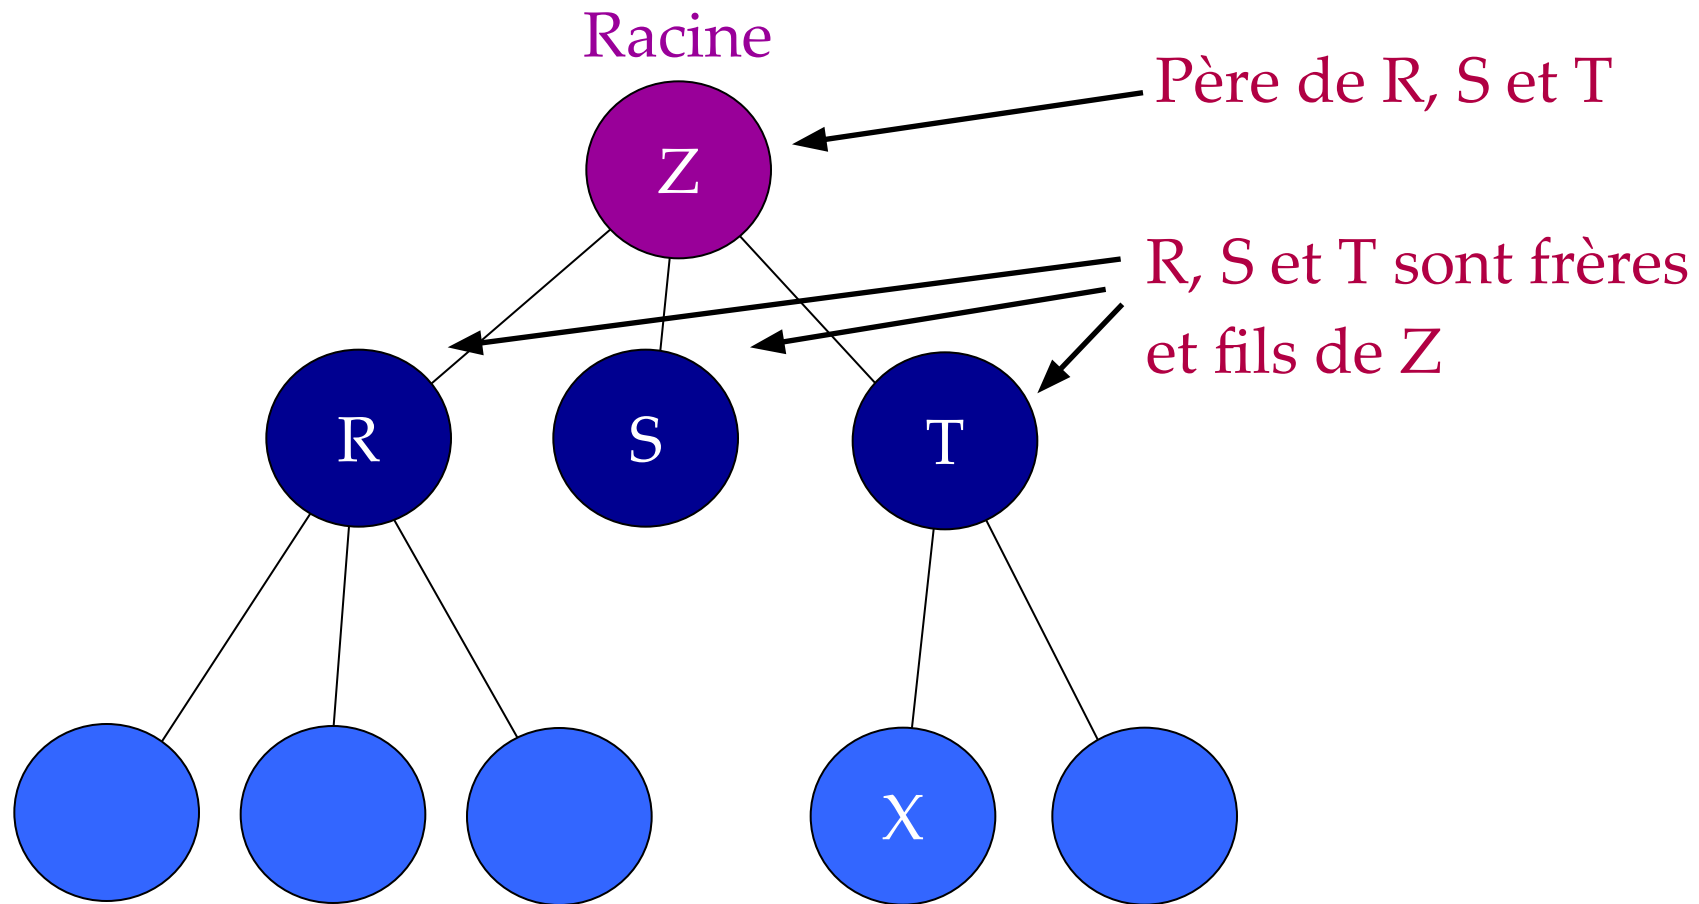 Racine
Père de R, S et T
Z
R, S et T sont frères
et fils de Z
R
S
T
X